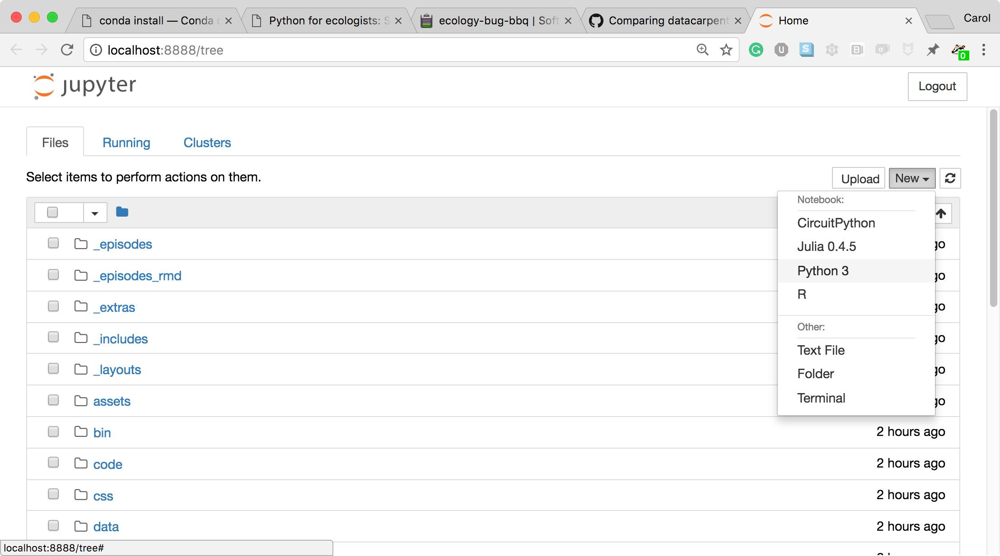 conda install — Conda
Python for ecologists: S
ecology-bug-bbq | Soft
Comparing datacarpent
Home
Carol
localhost:8888/tree
0
jupyter
Logout
Files
Running
Clusters
Select items to perform actions on them.
Upload
New
Notebook:
CircuitPython
Julia 0.4.5
Python 3
R
Other:
Text File
Folder
Terminal
_episodes
go
_episodes_rmd
go
_extras
go
_includes
go
_layouts
go
assets
go
bin
2 hours ago
code
2 hours ago
css
2 hours ago
data
2 hours ago
localhost:8888/tree#